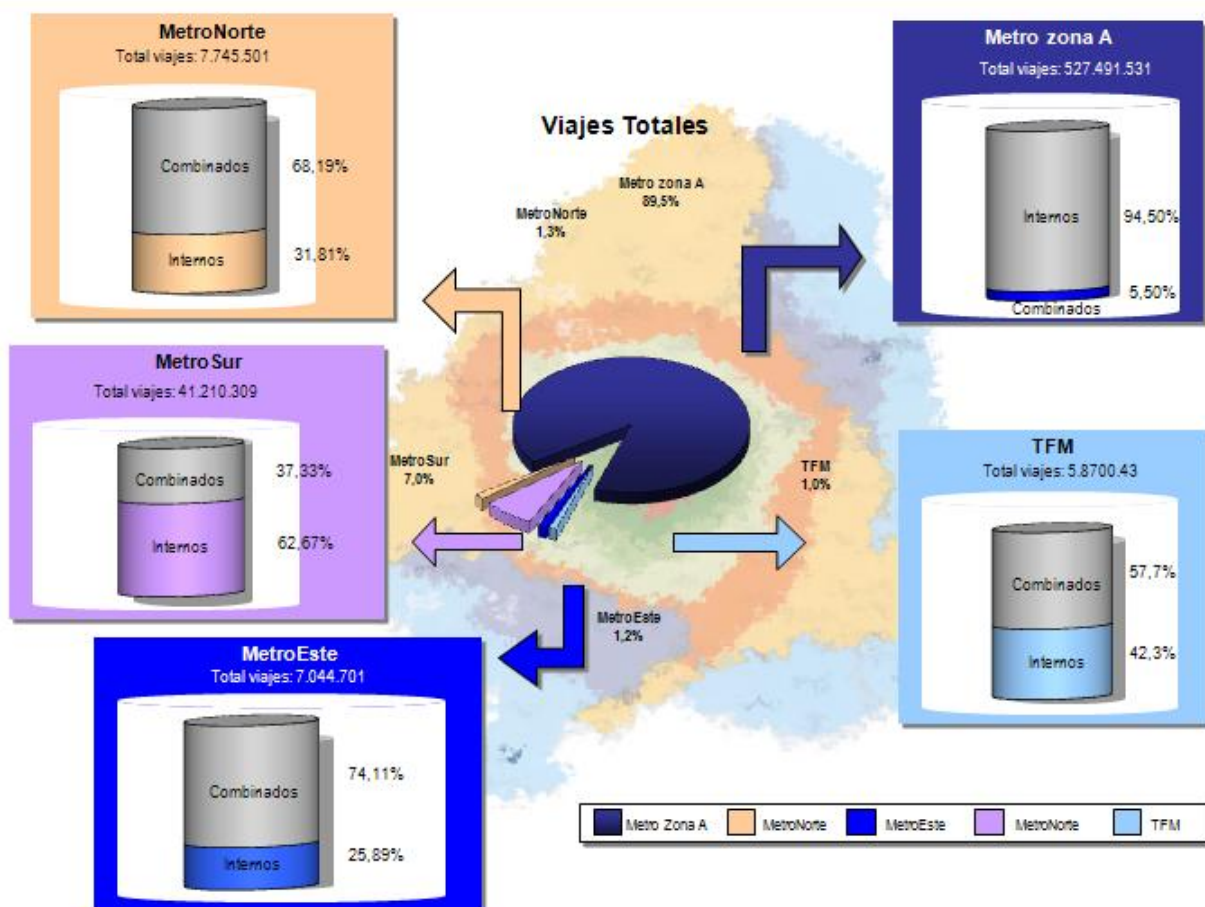 MetroNorte
Total viajes: 7.745.501
Combinados
68,19%
Internos
31,81%
Metro zona A
Total viajes: 527.491.531
Internos
94,50%
5,50%
Combinados
Viajes Totales
Metro zona A
89,5%
MetroNorte
1,3%
MetroSur
7,0%
TFM
1,0%
MetroEste
1,2%
MetroSur
Total viajes: 41.210.309
Combinados
37,33%
Internos
62,67%
TFM
Total viajes: 5.8700.43
Combinados
57,7%
Internos
42,3%
MetroEste
Total viajes: 7.044.701
Combinados
74,11%
Internos
25,89%
Metro Zona A MetroNorte MetroEste MetroNorte TFM